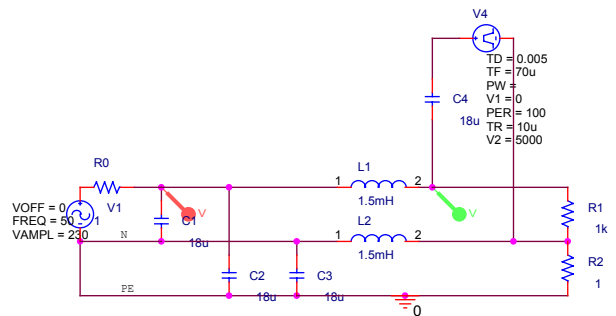 V4
TD = 0.005
TF = 70u
PW =
V1 = 0
PER = 100
TR = 10u
V2 = 5000
C4
18u
R0
L1
1 2
1.5mH
V
V
VOFF = 0
V1
FREQ = 50
1
VAMPL = 230
N
C1
18u
L2
1 2
1.5mH
R1
1k
C2
18u
C3
18u
R2
1
PE
0